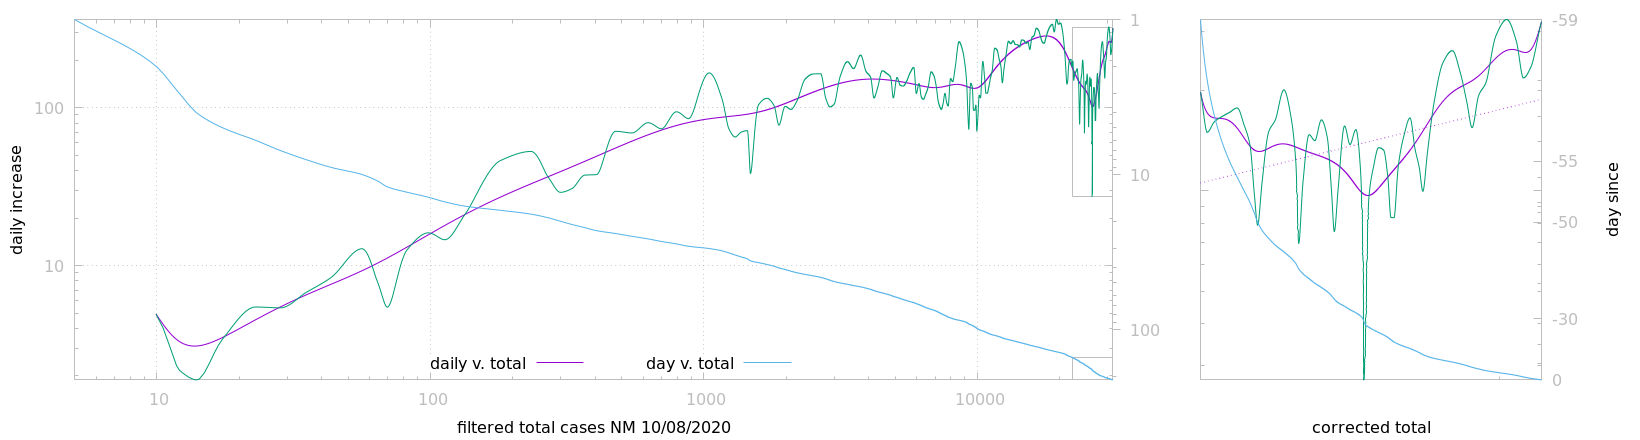 daily increase
100
10
10
100
1000
10000
1
10
100
daily v. total
day v. total
filtered total cases NM 10/08/2020
-59
-55
-50
-30
0
day since
corrected total